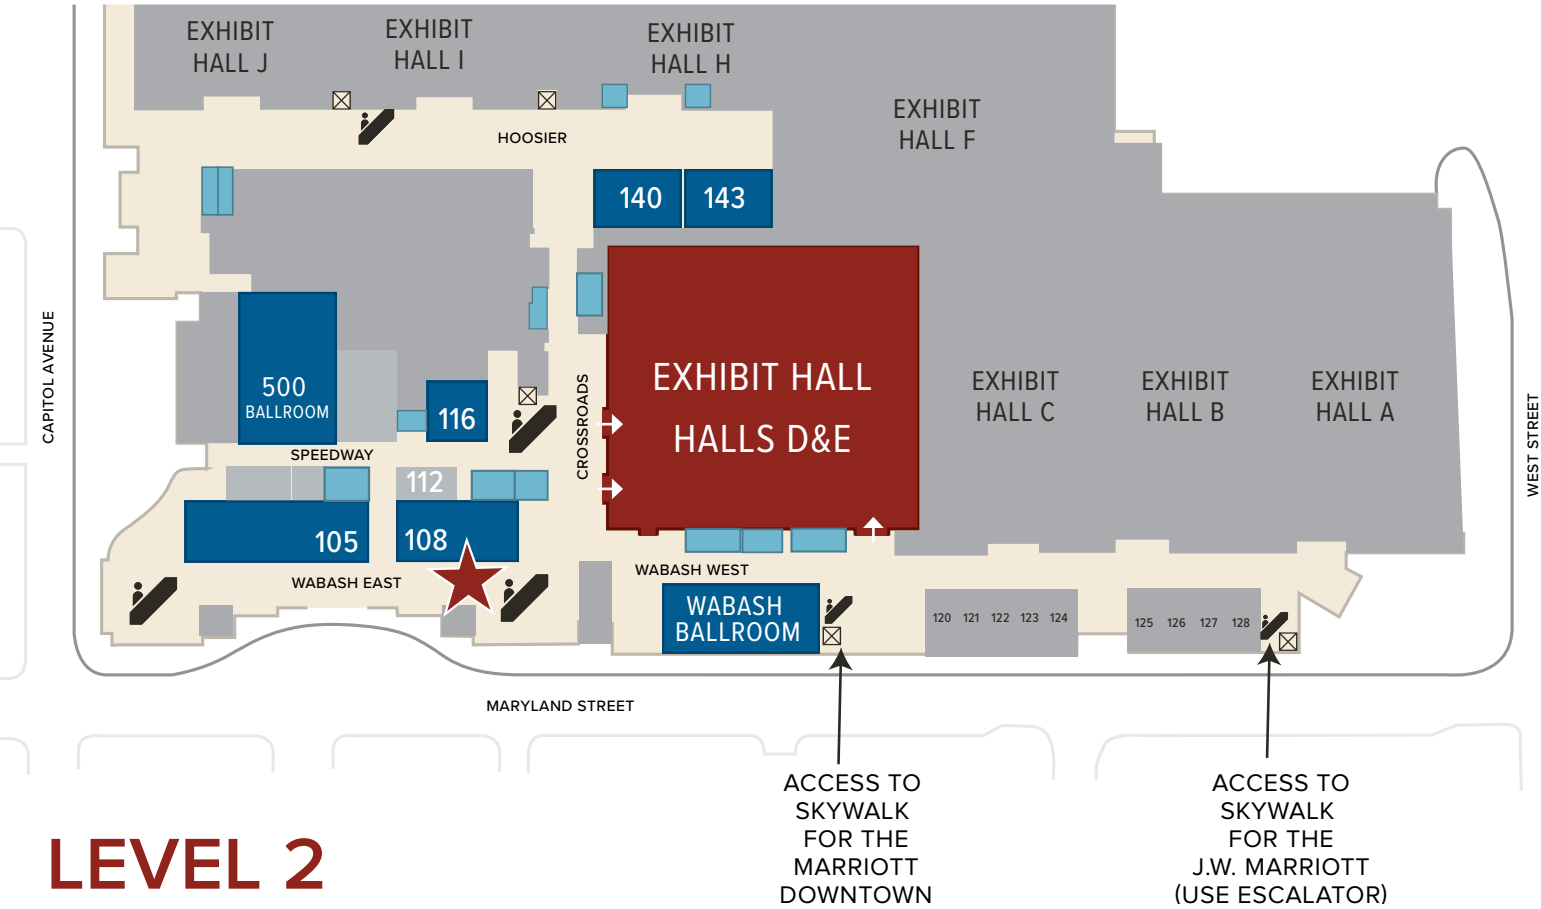 EXHIBIT
HALL J
EXHIBIT
HALL I
EXHIBIT
HALL H
EXHIBIT
HALL F
HOOSIER
140
143
CAPITOL AVENUE
500
BALLROOM
116
CROSSROADS
EXHIBIT HALL
HALLS D&E
EXHIBIT
HALL C
EXHIBIT
HALL B
EXHIBIT
HALL A
WEST STREET
SPEEDWAY
112
105
108
WABASH EAST
WABASH WEST
WABASH
BALLROOM
120 121 122 123 124
125 126 127 128
MARYLAND STREET
ACCESS TO
SKYWALK
FOR THE
MARRIOTT
DOWNTOWN
ACCESS TO
SKYWALK
FOR THE
J.W. MARRIOTT
(USE ESCALATOR)
LEVEL 2